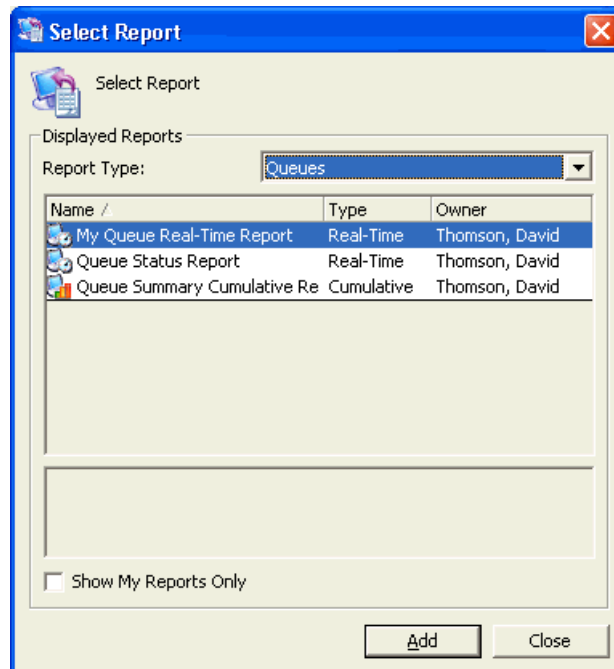 Select Report
Select Report
Displayed Reports
Report Type: Queues
Name Type Owner
My Queue Real-Time Report Real-Time Thomson, David
Queue Status Report Real-Time Thomson, David
Queue Summary Cumulative Re Cumulative Thomson, David
Show My Reports Only
Add Close